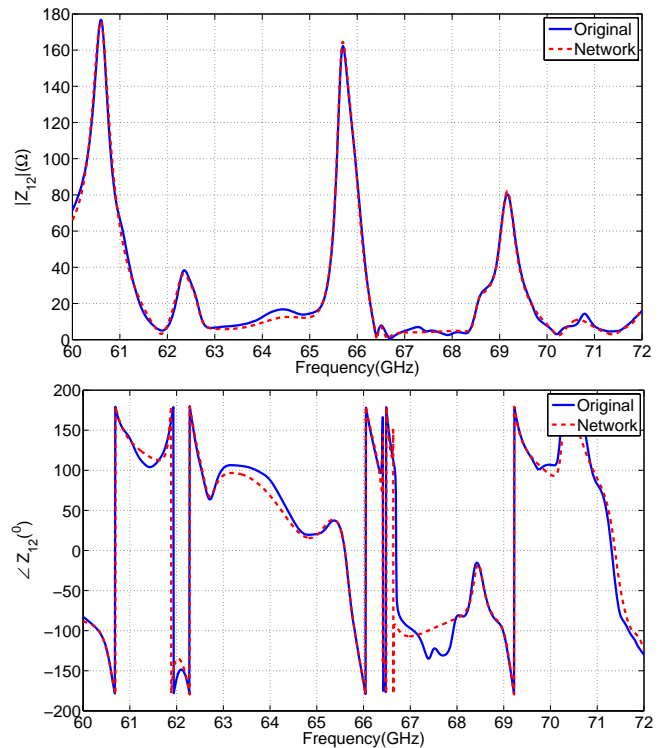 180
160
140
120
100
80
60
40
20
0
|Z12|(Ω)
Original
Network
60 61 62 63 64 65 66 67 68 69 70 71 72
Frequency(GHz)
200
150
100
50
0
−50
−100
−150
−200
∠ Z12(0)
Original
Network
60 61 62 63 64 65 66 67 68 69 70 71 72
Frequency(GHz)